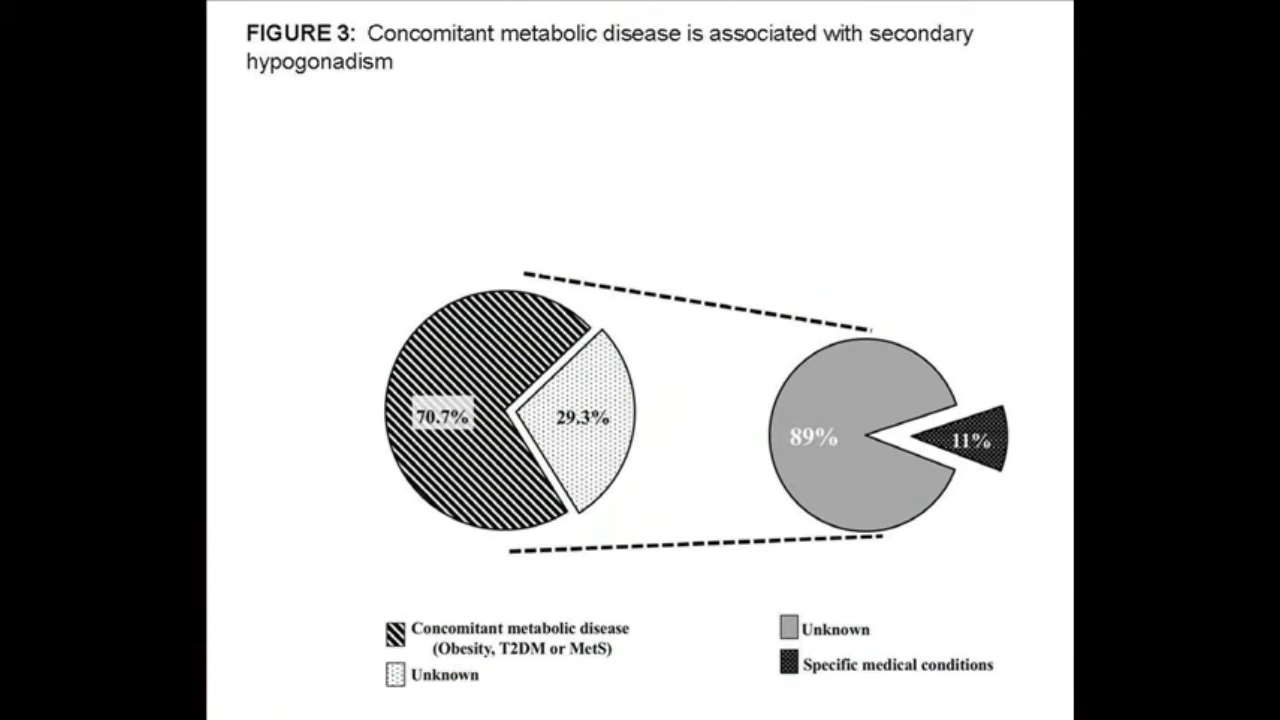 FIGURE 3: Concomitant metabolic disease is associated with secondary
hypogonadism
70.7%
29.3%
89%
11%
Concomitant metabolic disease
(Obesity, T2DM or MetS)
Unknown
Unknown
Specific medical conditions